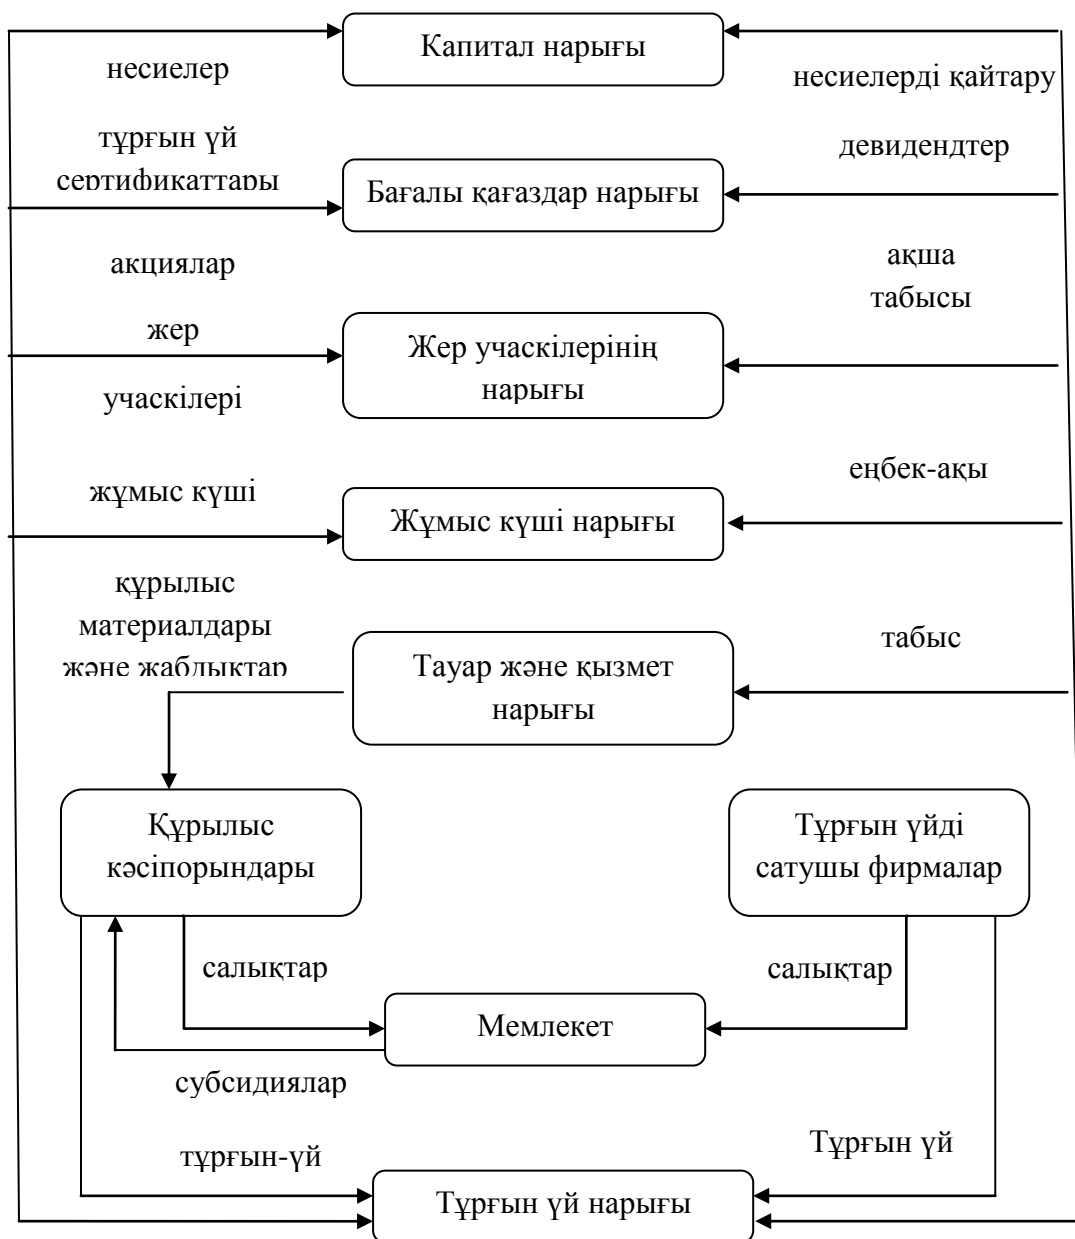 Капитал нарығы
несиелер
несиелерді қайтару
тұрғын үй
сертификаттары
девидендтер
Бағалы қағаздар нарығы
акциялар
ақша
табысы
жер
учаскілері
Жер учаскілерінің
нарығы
жұмыс күші
еңбек-ақы
Жұмыс күші нарығы
құрылыс
материалдары
және жабдықтар
табыс
Тауар және қызмет
нарығы
Құрылыс
кәсіпорындары
Тұрғын үйді
сатушы фирмалар
салықтар
салықтар
Мемлекет
субсидиялар
тұрғын-үй
Тұрғын үй
Тұрғын үй нарығы